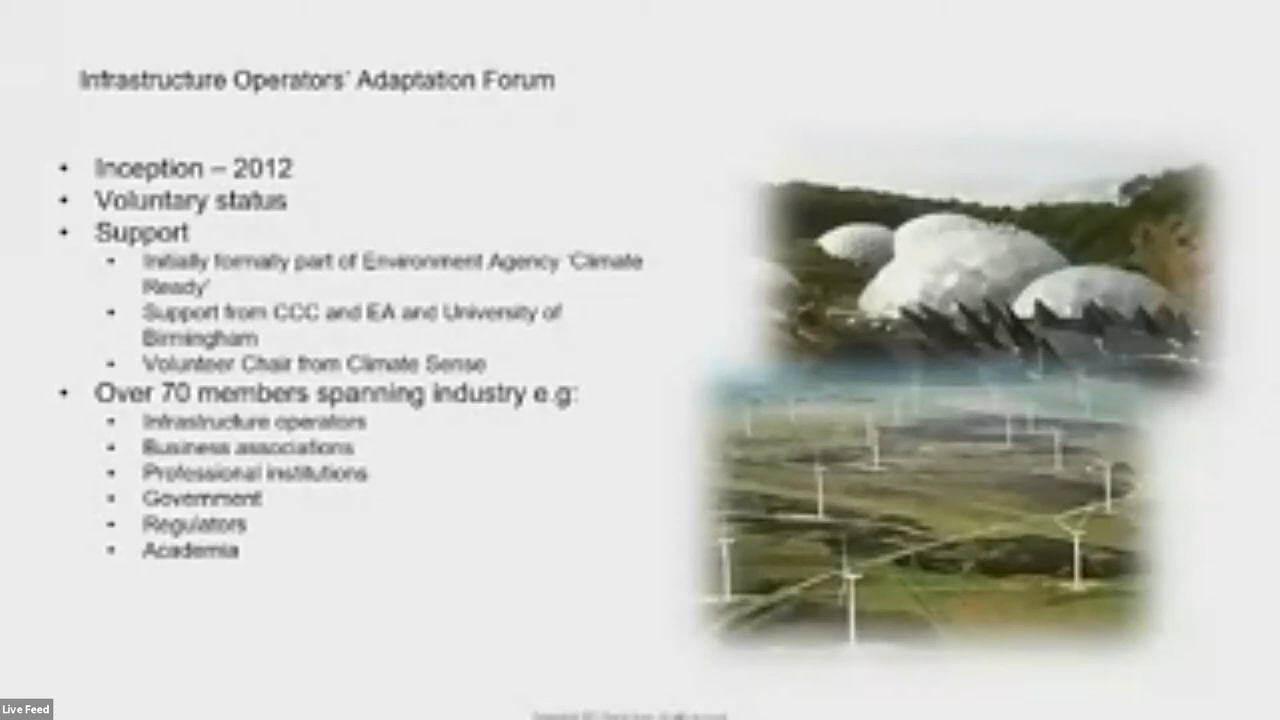 Infrastructure Operators' Adaptation Forum
• Inception – 2012
• Voluntary status
• Support
• Initially formally part of Environment Agency 'Climate
Ready'
• Support from CCC and EA and University of
Birmingham
• Volunteer Chair from Climate Sense
• Over 70 members spanning industry e.g:
• Infrastructure operators
• Business associations
• Professional institutions
• Government
• Regulators
• Academia
Live Feed